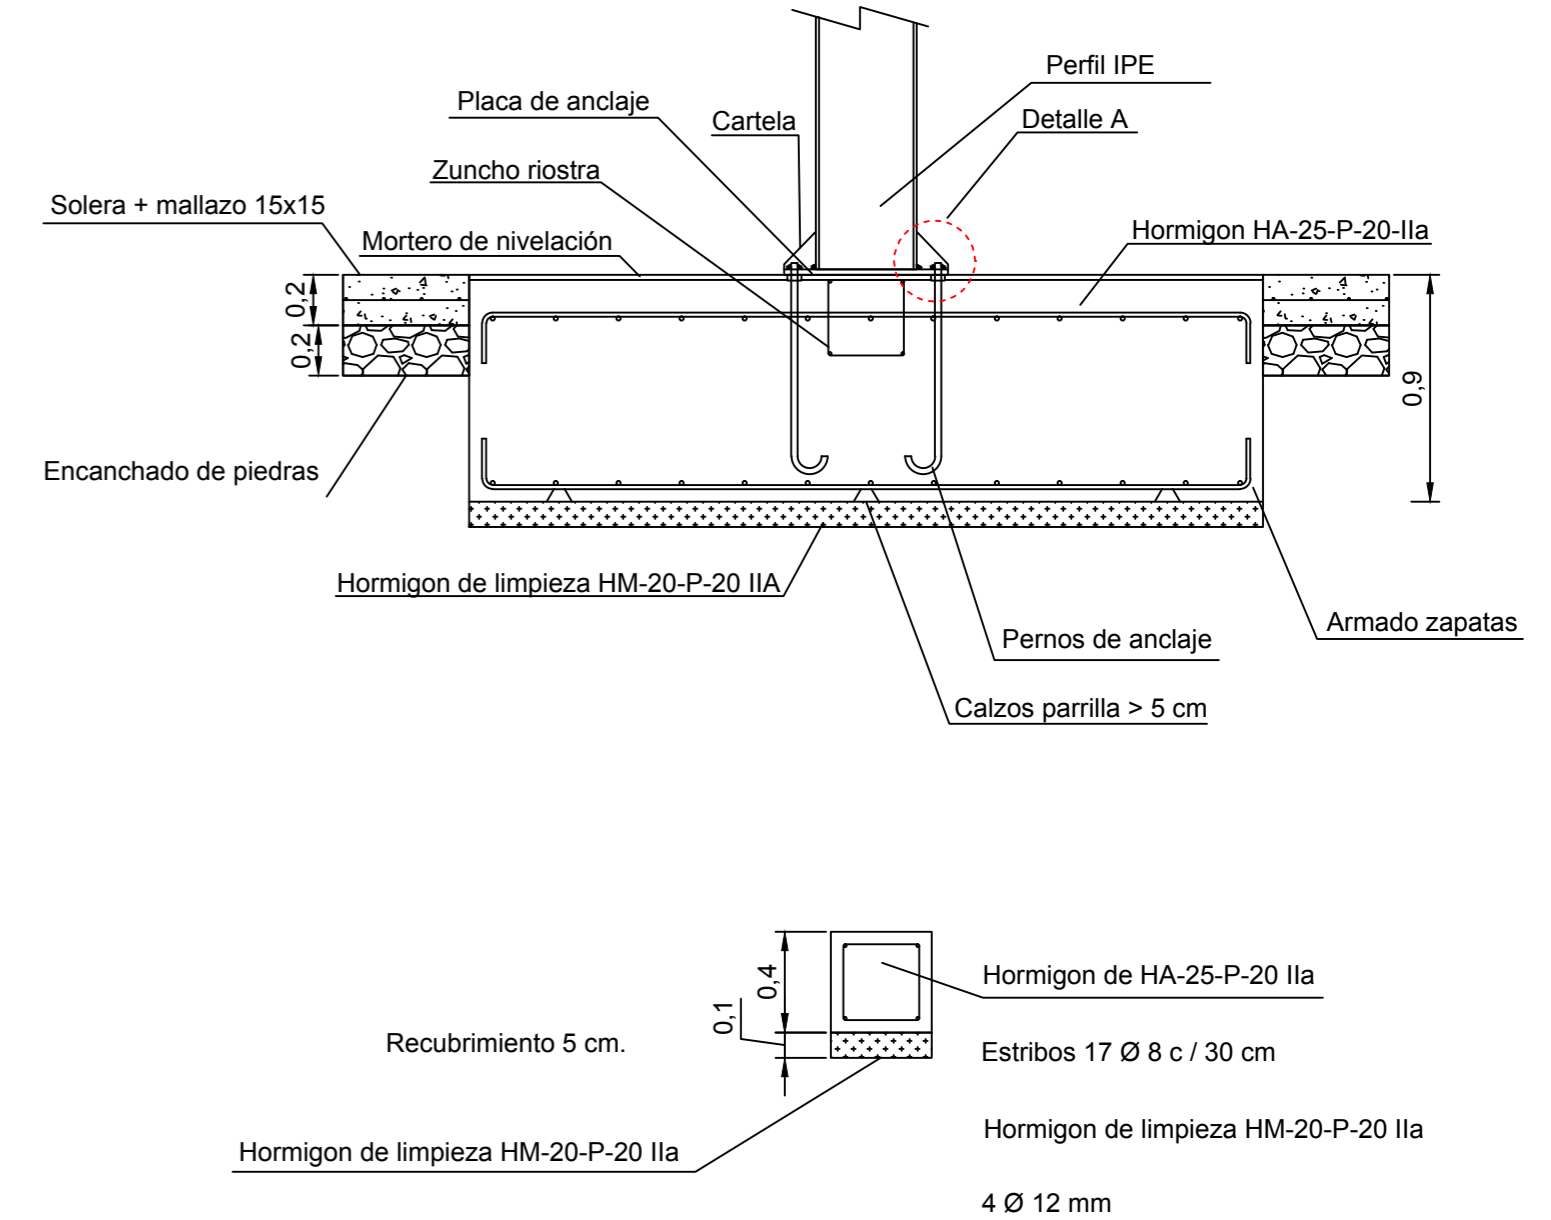 Perfil IPE
Placa de anclaje
Cartela
Detalle A
Zuncho riostra
Solera + mallazo 15x15
Mortero de nivelación
Hormigon HA-25-P-20-IIa
0,2
0,2
0,9
Encanchado de piedras
Hormigon de limpieza HM-20-P-20 IIA
Armado zapatas
Pernos de anclaje
Calzos parrilla > 5 cm
0,4
0,1
Hormigon de HA-25-P-20 IIa
Recubrimiento 5 cm.
Estribos 17 Ø 8 c / 30 cm
Hormigon de limpieza HM-20-P-20 IIa
Hormigon de limpieza HM-20-P-20 IIa
4 Ø 12 mm